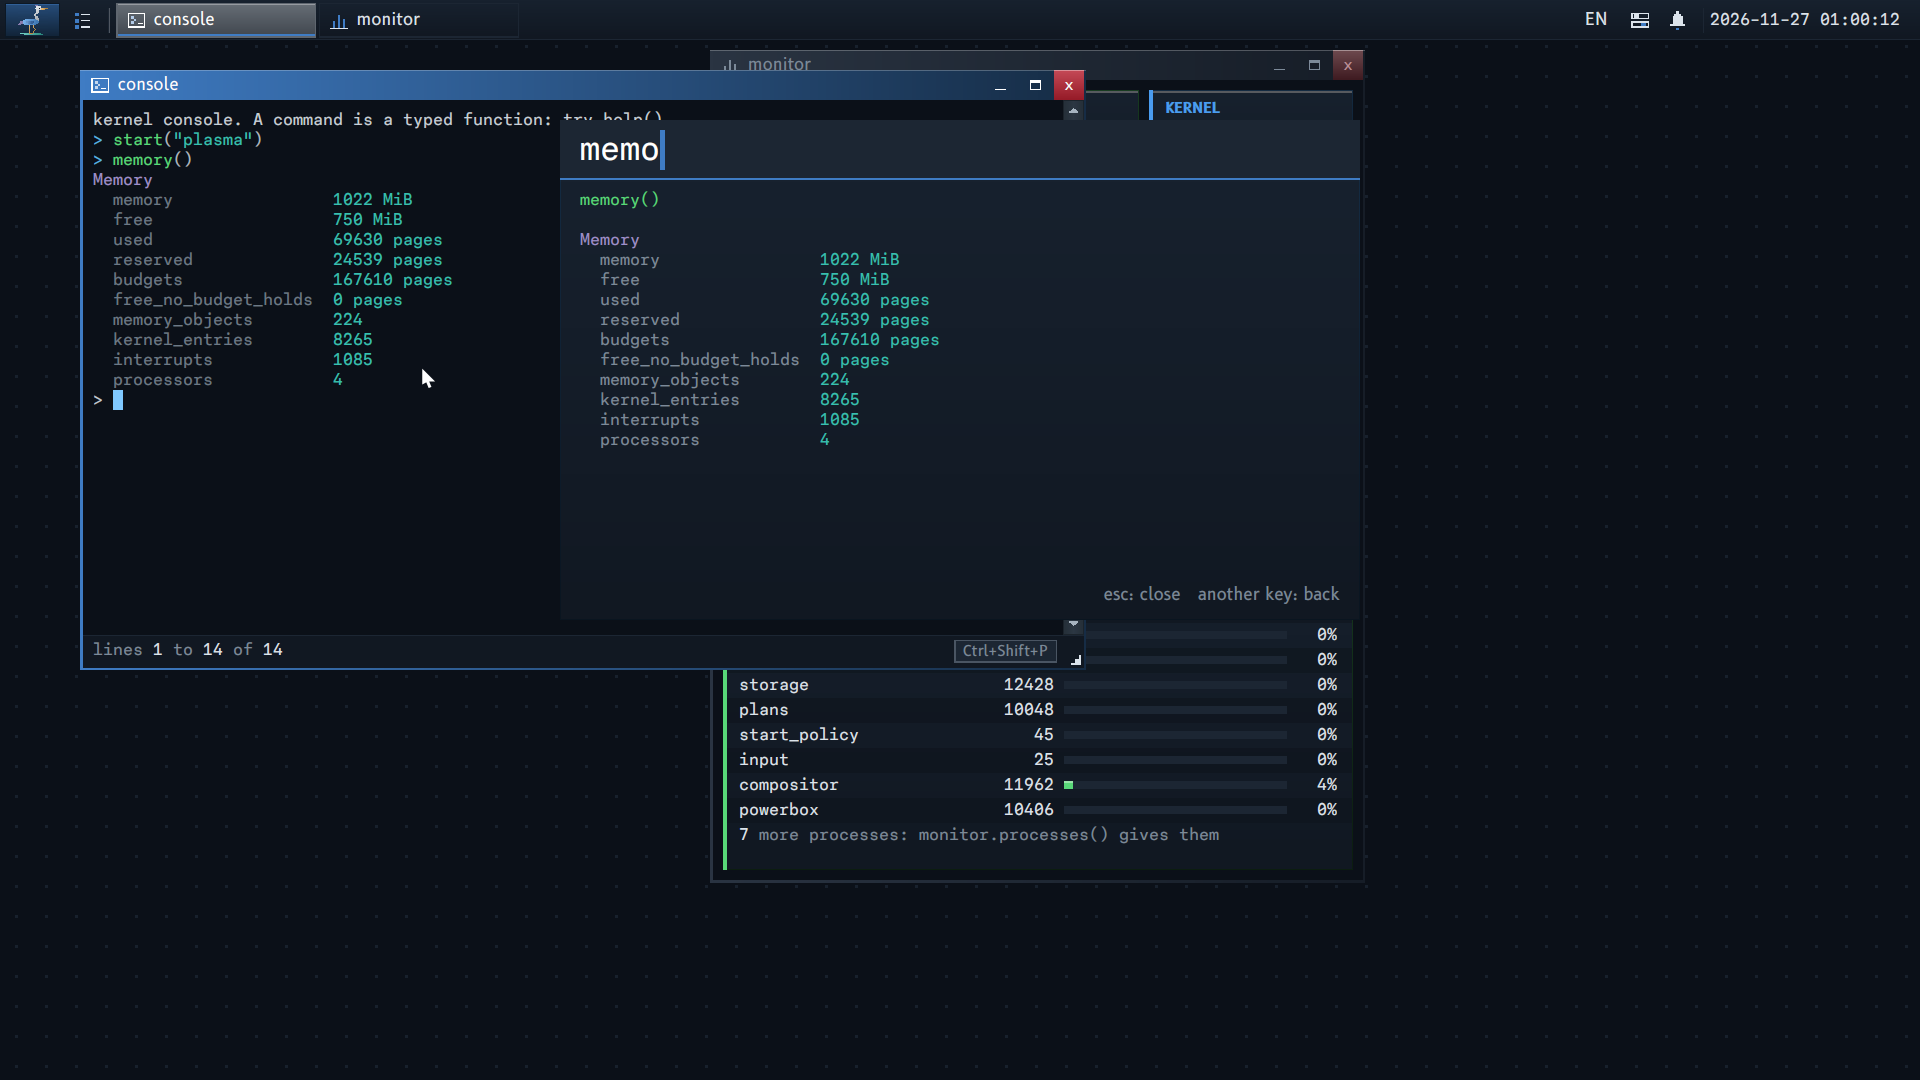 console
monitor
EN
2026-11-27 01:00:12
monitor
x
console
x
KERNEL
kernel console. A command is a typed function: try help()
> start("plasma")
> memory()
Memory
memory 1022 MiB
free 750 MiB
used 69630 pages
reserved 24539 pages
budgets 167610 pages
free_no_budget_holds 0 pages
memory_objects 224
kernel_entries 8265
interrupts 1085
processors 4
>
lines 1 to 14 of 14
Ctrl+Shift+P
memo
memory()
Memory
memory 1022 MiB
free 750 MiB
used 69630 pages
reserved 24539 pages
budgets 167610 pages
free_no_budget_holds 0 pages
memory_objects 224
kernel_entries 8265
interrupts 1085
processors 4
esc: close another key: back
0%
0%
storage 12428 0%
plans 10048 0%
start_policy 45 0%
input 25 0%
compositor 11962 4%
powerbox 10406 0%
7 more processes: monitor.processes() gives them